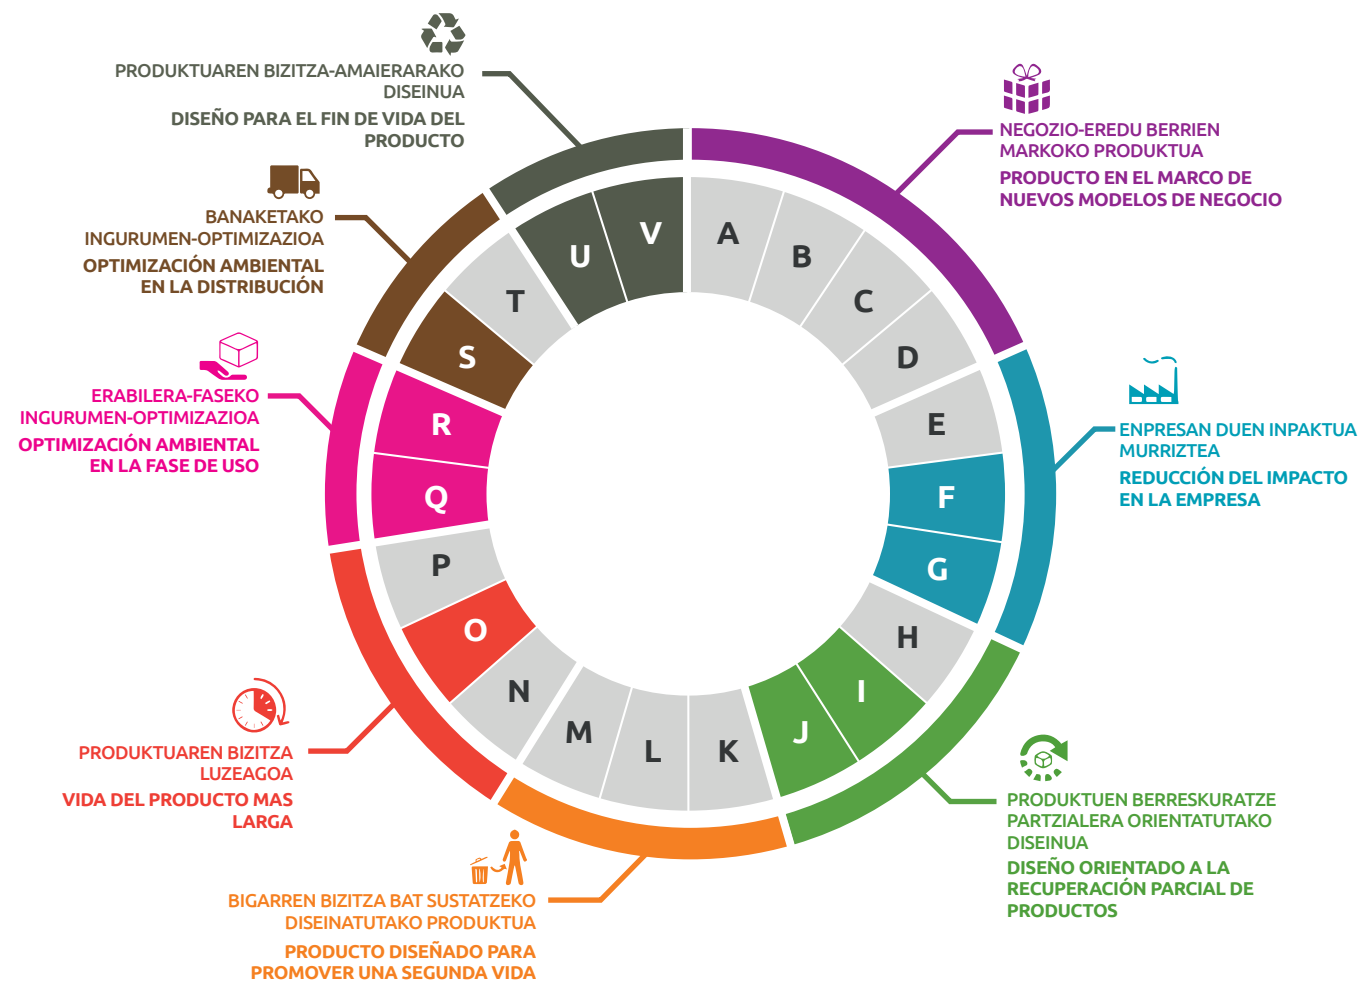 PRODUKTUAREN BIZITZA-AMAIERARAKO
DISEINUA
DISEÑO PARA EL FIN DE VIDA DEL
PRODUCTO
NEGOZIO-EREDU BERRIEN
MARKOKO PRODUKTUA
PRODUCTO EN EL MARCO DE
NUEVOS MODELOS DE NEGOCIO
BANAKETAKO
INGURUMEN-OPTIMIZAZIOA
OPTIMIZACIÓN AMBIENTAL
EN LA DISTRIBUCIÓN
ERABILERA-FASEKO
INGURUMEN-OPTIMIZAZIOA
OPTIMIZACIÓN AMBIENTAL
EN LA FASE DE USO
ENPRESAN DUEN INPAKTUA
MURRIZTEA
REDUCCIÓN DEL IMPACTO
EN LA EMPRESA
A
B
C
D
E
F
G
H
I
J
K
L
M
N
O
P
Q
R
S
T
U
V
PRODUKTUAREN BIZITZA
LUZEAGOA
VIDA DEL PRODUCTO MAS
LARGA
PRODUKTUEN BERRESKURATZE
PARTZIALERA ORIENTATUTAKO
DISEINUA
DISEÑO ORIENTADO A LA
RECUPERACIÓN PARCIAL DE
PRODUCTOS
BIGARREN BIZITZA BAT SUSTATZEKO
DISEINATUTAKO PRODUKTUA
PRODUCTO DISEÑADO PARA
PROMOVER UNA SEGUNDA VIDA